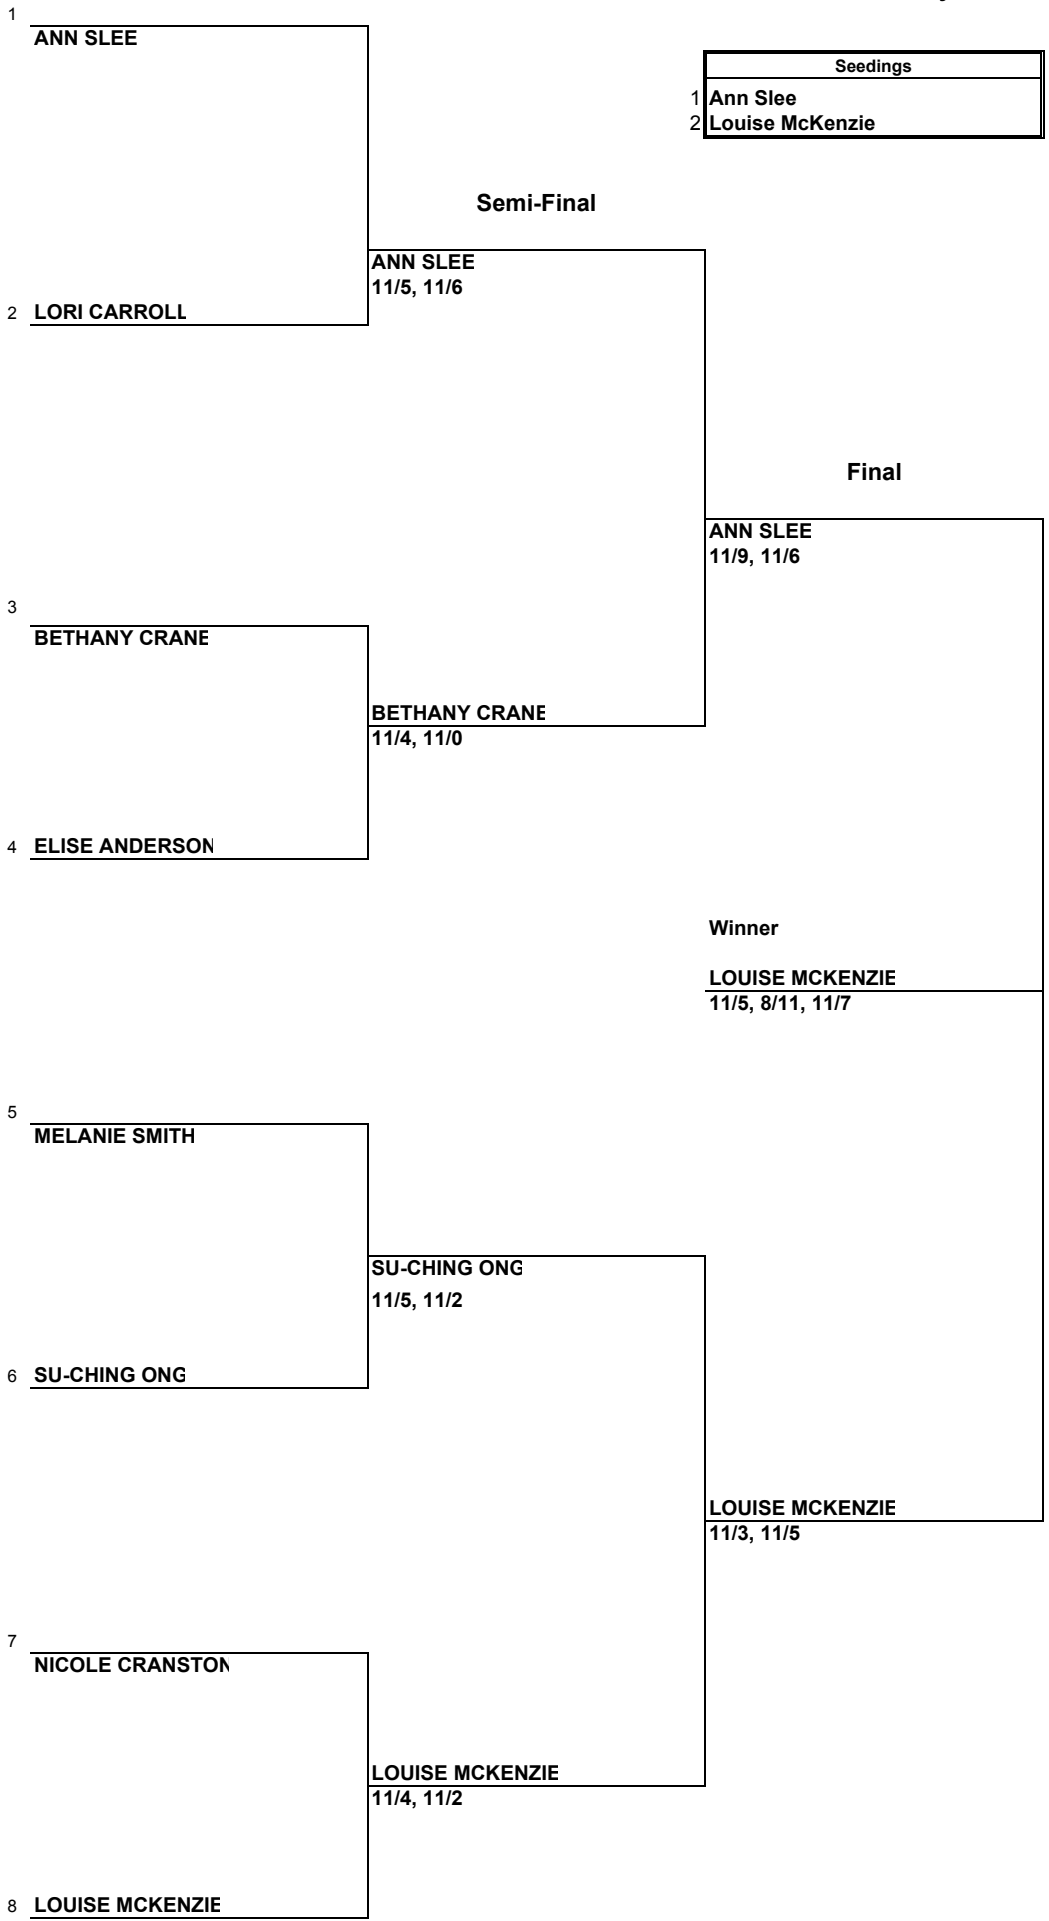 1
ANN SLEE
Seedings
1 Ann Slee
2 Louise McKenzie
Semi-Final
ANN SLEE
11/5, 11/6
2 LORI CARROLL
Final
ANN SLEE
11/9, 11/6
3
BETHANY CRANE
BETHANY CRANE
11/4, 11/0
4 ELISE ANDERSON
Winner
LOUISE MCKENZIE
11/5, 8/11, 11/7
5
MELANIE SMITH
SU-CHING ONG
11/5, 11/2
6 SU-CHING ONG
LOUISE MCKENZIE
11/3, 11/5
7
NICOLE CRANSTON
LOUISE MCKENZIE
11/4, 11/2
8 LOUISE MCKENZIE